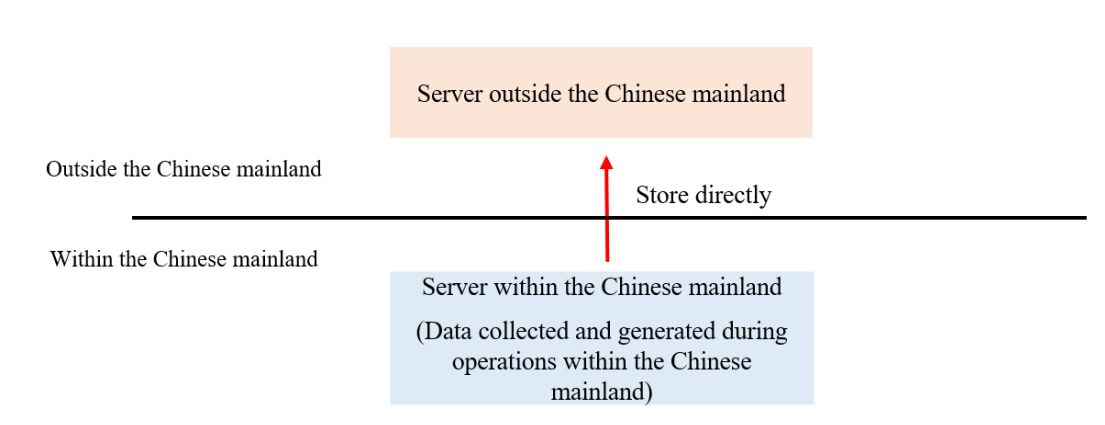 Server outside the Chinese mainland
Outside the Chinese mainland
Store directly
Within the Chinese mainland
Server within the Chinese mainland
(Data collected and generated during
operations within the Chinese
mainland)